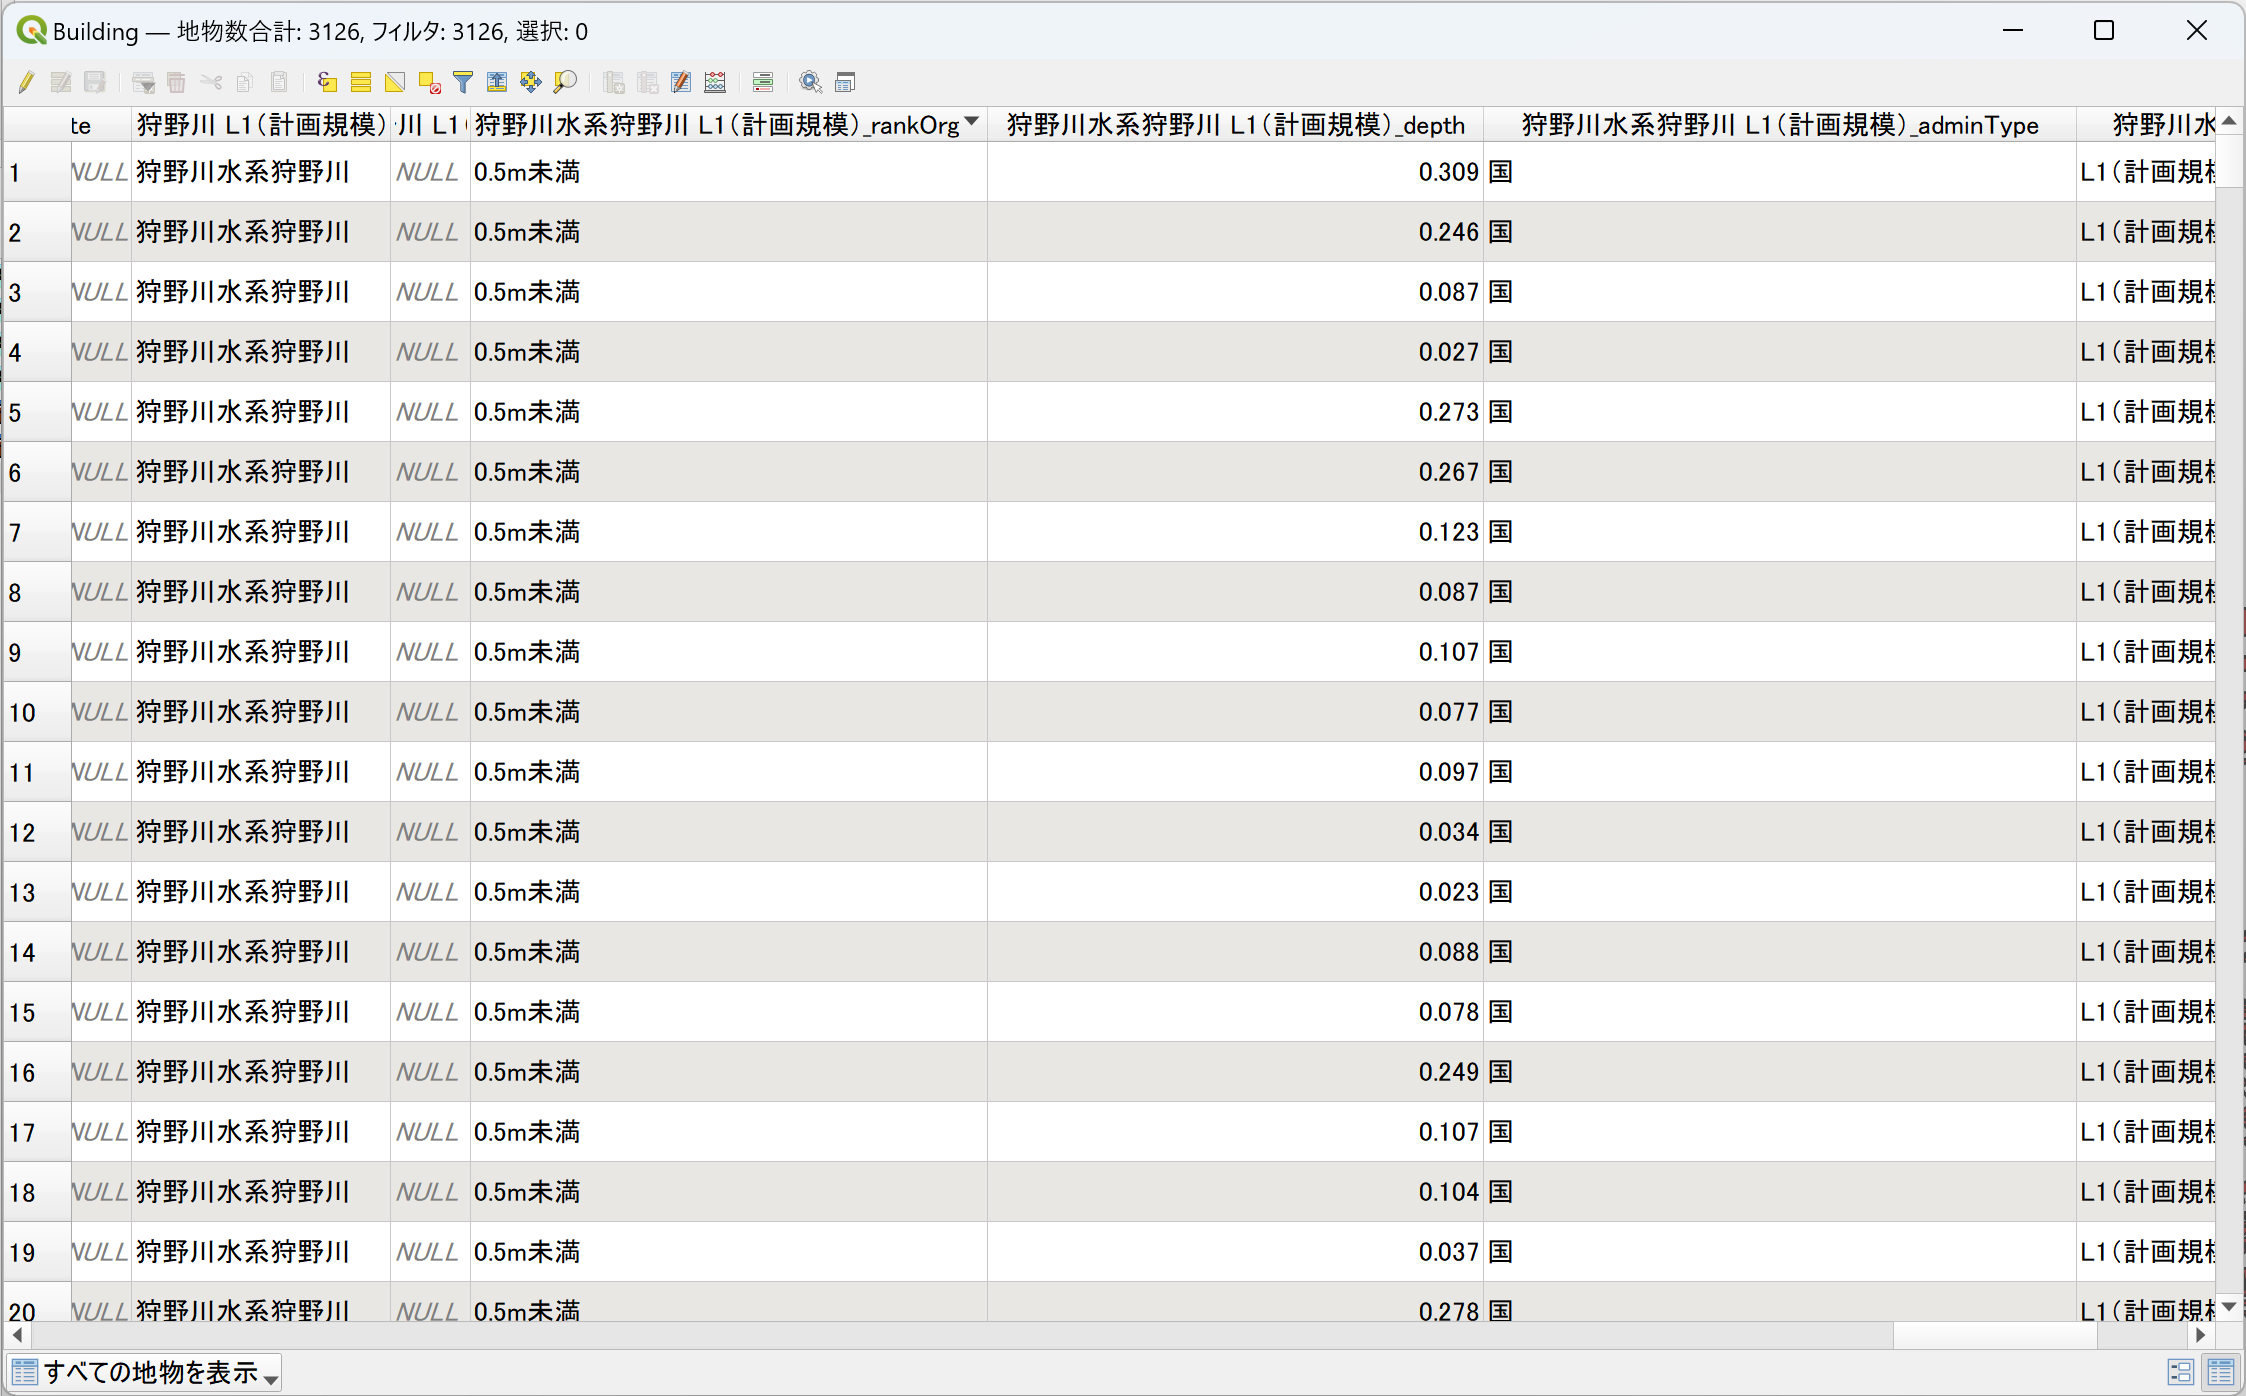 Building — 地物数合計: 3126, フィルタ: 3126, 選択: 0
te 狩野川 L1(計画規模) 川 L1( 狩野川水系狩野川 L1(計画規模)_rankOrg 狩野川水系狩野川 L1(計画規模)_depth 狩野川水系狩野川 L1(計画規模)_adminType 狩野川水
1 NULL 狩野川水系狩野川 NULL 0.5m未満 0.309 国 L1(計画規模
2 NULL 狩野川水系狩野川 NULL 0.5m未満 0.246 国 L1(計画規模
3 NULL 狩野川水系狩野川 NULL 0.5m未満 0.087 国 L1(計画規模
4 NULL 狩野川水系狩野川 NULL 0.5m未満 0.027 国 L1(計画規模
5 NULL 狩野川水系狩野川 NULL 0.5m未満 0.273 国 L1(計画規模
6 NULL 狩野川水系狩野川 NULL 0.5m未満 0.267 国 L1(計画規模
7 NULL 狩野川水系狩野川 NULL 0.5m未満 0.123 国 L1(計画規模
8 NULL 狩野川水系狩野川 NULL 0.5m未満 0.087 国 L1(計画規模
9 NULL 狩野川水系狩野川 NULL 0.5m未満 0.107 国 L1(計画規模
10 NULL 狩野川水系狩野川 NULL 0.5m未満 0.077 国 L1(計画規模
11 NULL 狩野川水系狩野川 NULL 0.5m未満 0.097 国 L1(計画規模
12 NULL 狩野川水系狩野川 NULL 0.5m未満 0.034 国 L1(計画規模
13 NULL 狩野川水系狩野川 NULL 0.5m未満 0.023 国 L1(計画規模
14 NULL 狩野川水系狩野川 NULL 0.5m未満 0.088 国 L1(計画規模
15 NULL 狩野川水系狩野川 NULL 0.5m未満 0.078 国 L1(計画規模
16 NULL 狩野川水系狩野川 NULL 0.5m未満 0.249 国 L1(計画規模
17 NULL 狩野川水系狩野川 NULL 0.5m未満 0.107 国 L1(計画規模
18 NULL 狩野川水系狩野川 NULL 0.5m未満 0.104 国 L1(計画規模
19 NULL 狩野川水系狩野川 NULL 0.5m未満 0.037 国 L1(計画規模
20 NULL 狩野川水系狩野川 NULL 0.5m未満 0.278 国 L1(計画規模
すべての地物を表示